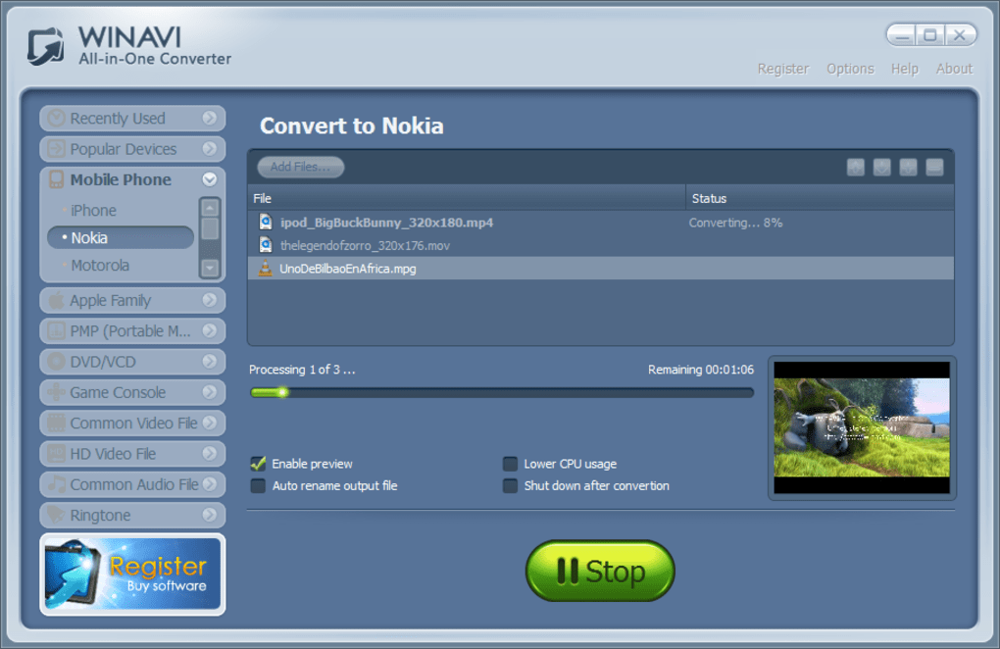 WINAVI
All-in-One Converter
Register Options Help About
Recently Used
Popular Devices
Mobile Phone
iPhone
Nokia
Motorola
Apple Family
PMP (Portable M...
DVD/VCD
Game Console
Common Video File
HD Video File
Common Audio File
Ringtone
Register
Buy software
Convert to Nokia
Add Files...
File Status
ipod_BigBuckBunny_320x180.mp4 Converting... 8%
thelegendofzorro_320x176.mov
UnoDeBilbaoEnAfrica.mpg
Processing 1 of 3 ... Remaining 00:01:06
Enable preview Lower CPU usage
Auto rename output file Shut down after convertion
Stop